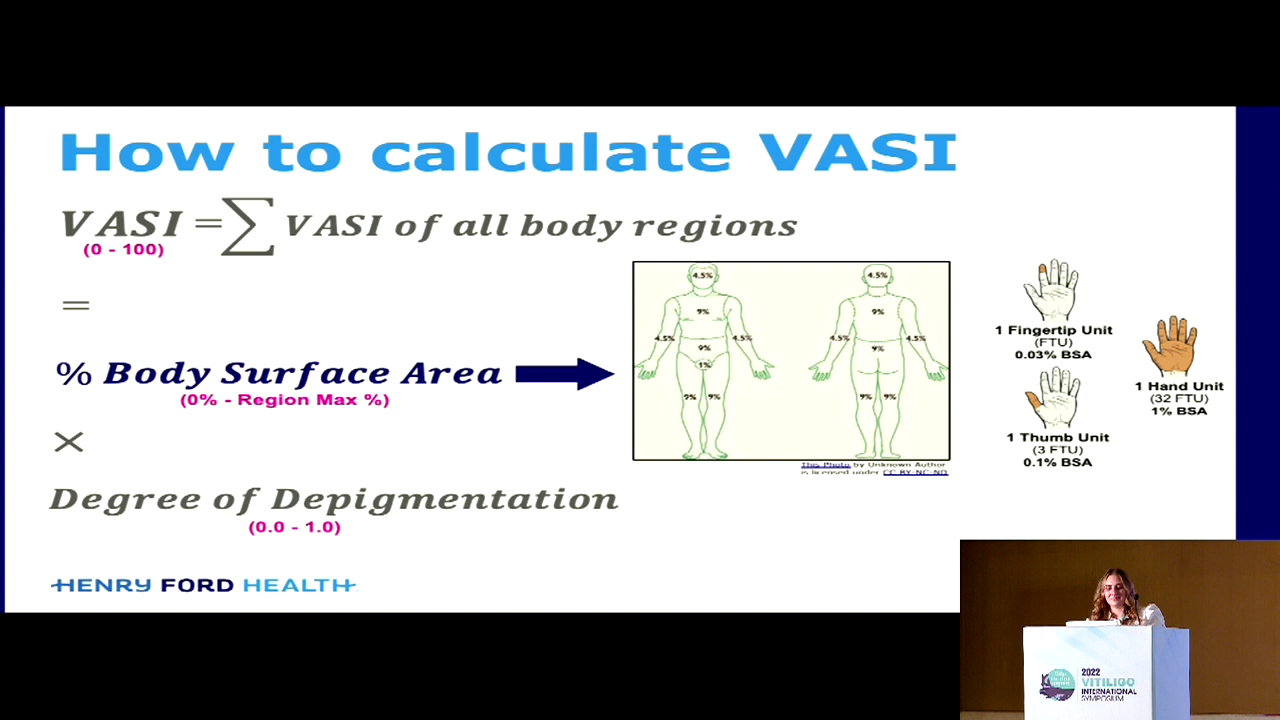 How to calculate VASI
VASI = ∑ VASI of all body regions
(0 - 100)
=
% Body Surface Area
(0% - Region Max %)
×
Degree of Depigmentation
(0.0 - 1.0)
4.5% 4.5%
9% 9%
4.5% 4.5% 4.5% 4.5%
9% 9%
1%
9% 9% 9% 9%
This Photo by Unknown Author
is licensed under CC BY-NC-ND
1 Fingertip Unit
(FTU)
0.03% BSA
1 Hand Unit
(32 FTU)
1% BSA
1 Thumb Unit
(3 FTU)
0.1% BSA
HENRY FORD HEALTH
2022
VITILIGO
INTERNATIONAL
SYMPOSIUM